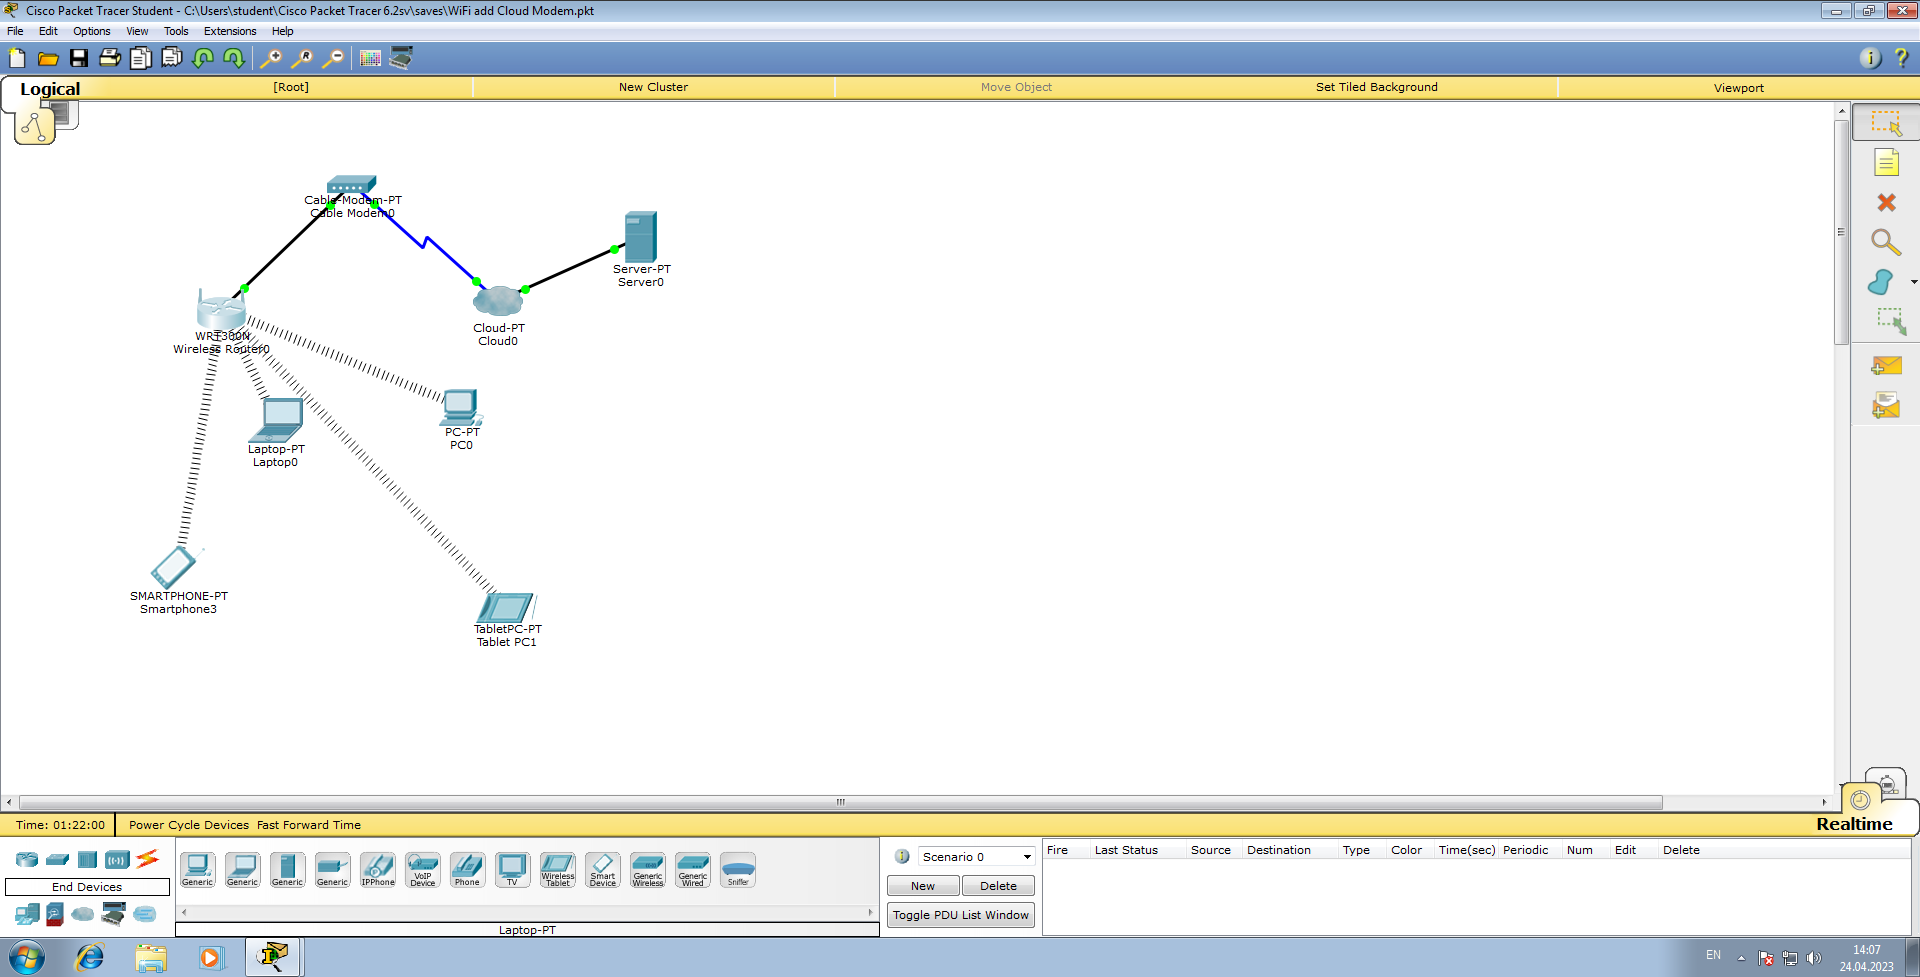 Cisco Packet Tracer Student - C:\Users\student\Cisco Packet Tracer 6.2sv\saves\WiFi add Cloud Modem.pkt
File Edit Options View Tools Extensions Help
Logical [Root] New Cluster Move Object Set Tiled Background Viewport
Cable-Modem-PT
Cable Modem0
Server-PT
Server0
Cloud-PT
Cloud0
WRT300N
Wireless Router0
PC-PT
PC0
Laptop-PT
Laptop0
SMARTPHONE-PT
Smartphone3
TabletPC-PT
Tablet PC1
Time: 01:22:00 Power Cycle Devices Fast Forward Time
Realtime
End Devices
Generic Generic Generic Generic IPPhone VoIP Device Phone TV Wireless Tablet Smart Device Generic Wireless Generic Wired Sniffer
Laptop-PT
Scenario 0
New Delete
Toggle PDU List Window
Fire Last Status Source Destination Type Color Time(sec) Periodic Num Edit Delete
EN
14:07
24.04.2023